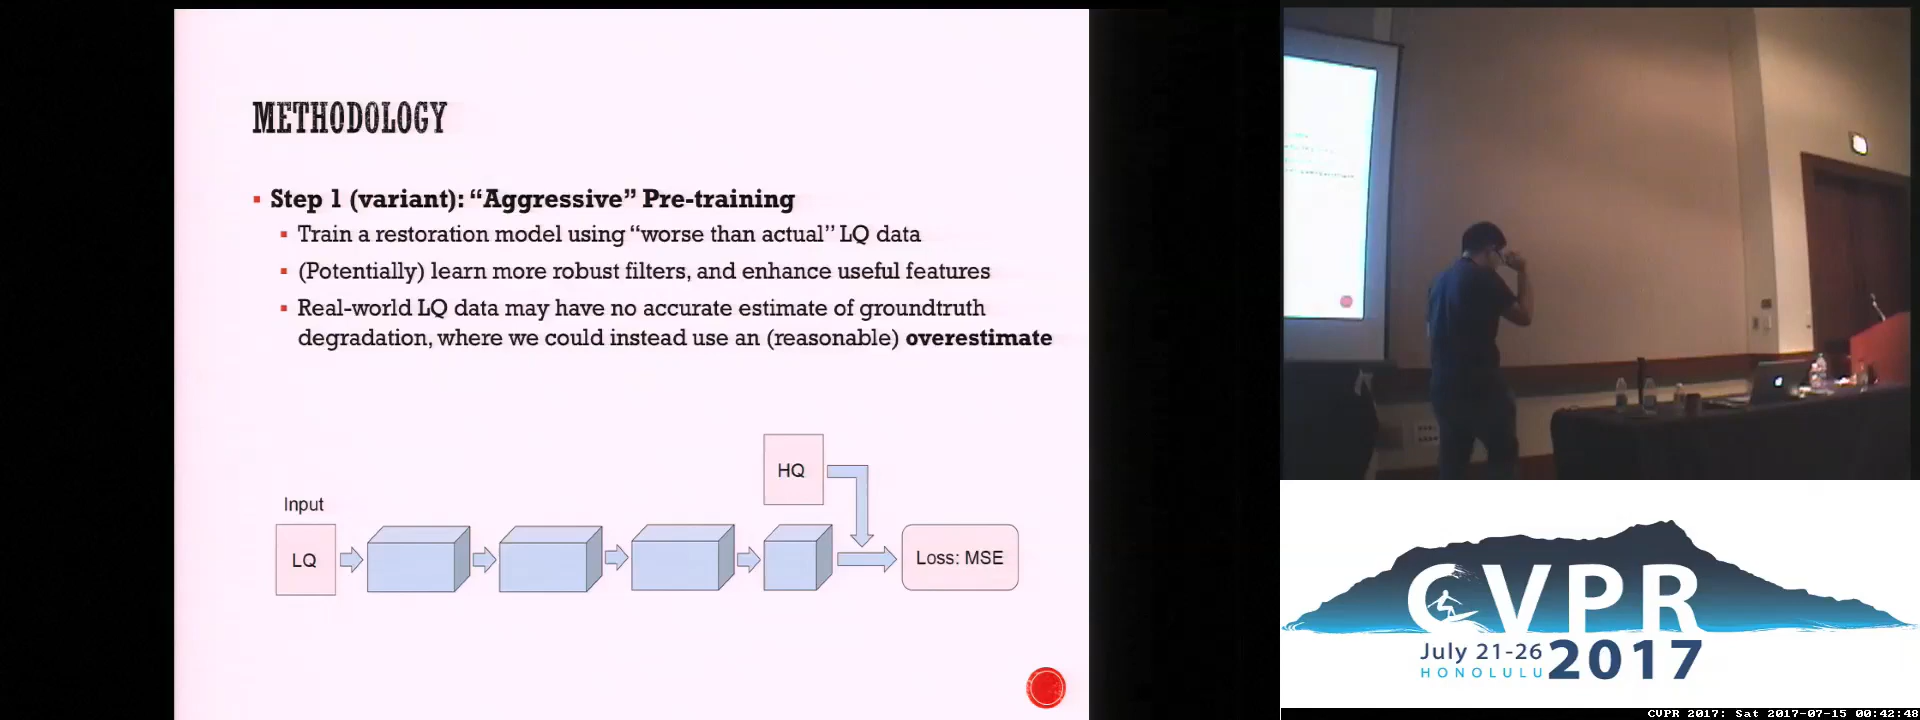 METHODOLOGY
▪ Step 1 (variant): “Aggressive” Pre-training
▪ Train a restoration model using “worse than actual” LQ data
▪ (Potentially) learn more robust filters, and enhance useful features
▪ Real-world LQ data may have no accurate estimate of groundtruth
degradation, where we could instead use an (reasonable) overestimate
HQ
Input
LQ
Loss: MSE
CVPR
July 21-26
HONOLULU
2017
CVPR 2017: Sat 2017-07-15 00:42:48